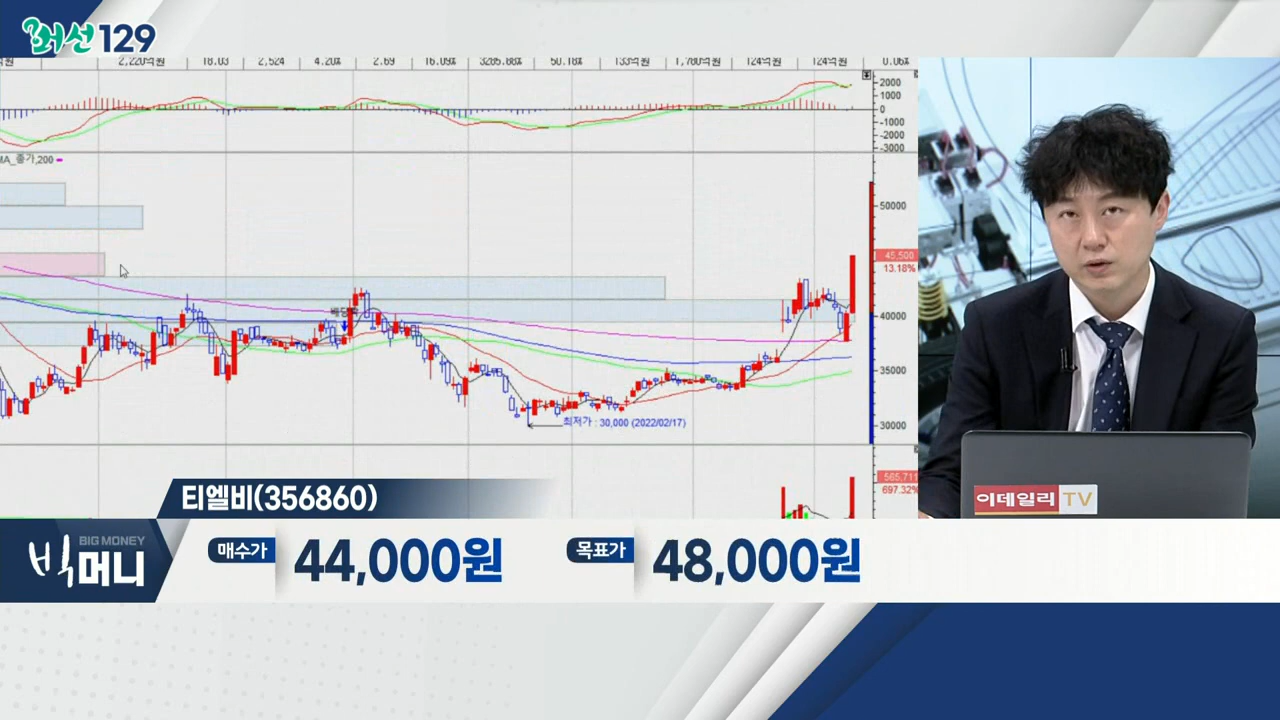 머선129
2,220억원 18.03 2,524 4.20% 2.69 16.09% 3285.88% 50.18% 133억원 1,780억원 124억원 124억원 0.06%
2000
1000
0
-1000
-2000
-3000
MA_종가,200
50000
45,500
13.18%
40000
35000
30000
최저가 : 30,000 (2022/02/17)
565,711
697.32%
이데일리TV
티엘비(356860)
BIG MONEY
빅머니
매수가 44,000원 목표가 48,000원